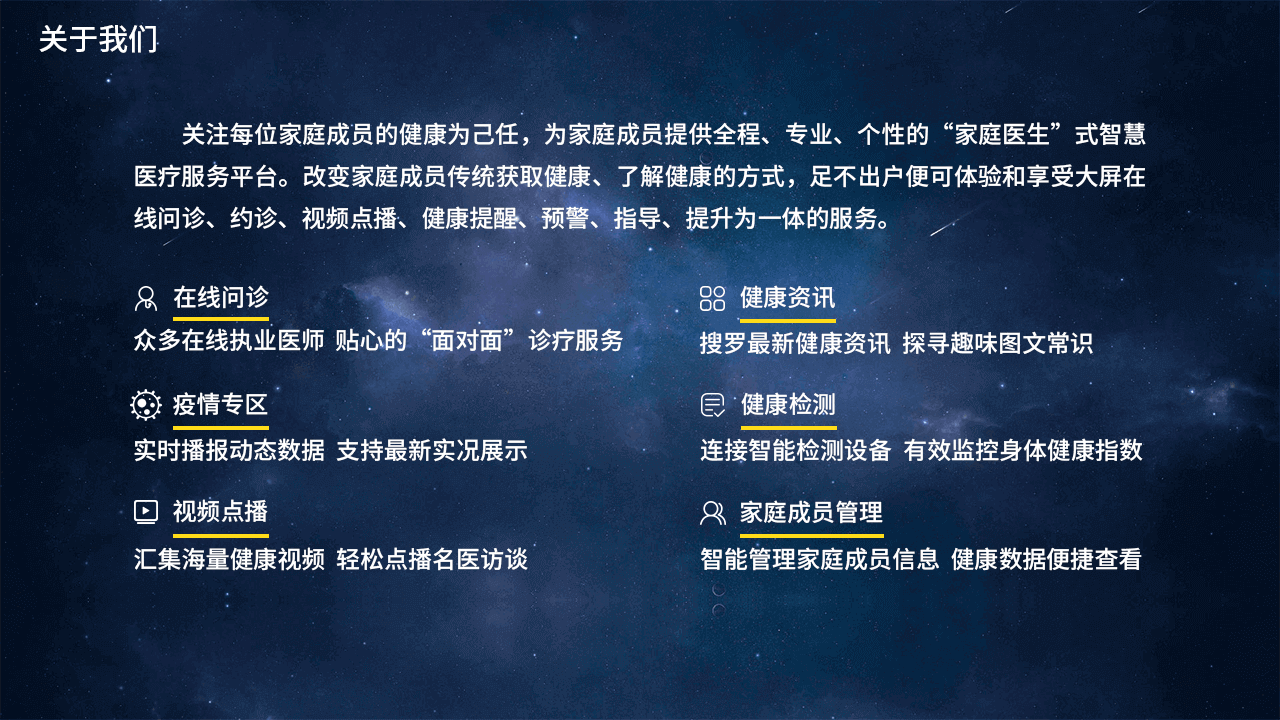 关于我们
关注每位家庭成员的健康为己任，为家庭成员提供全程、专业、个性的“家庭医生”式智慧
医疗服务平台。改变家庭成员传统获取健康、了解健康的方式，足不出户便可体验和享受大屏在
线问诊、约诊、视频点播、健康提醒、预警、指导、提升为一体的服务。
在线问诊
众多在线执业医师 贴心的“面对面”诊疗服务
健康资讯
搜罗最新健康资讯 探寻趣味图文常识
疫情专区
实时播报动态数据 支持最新实况展示
健康检测
连接智能检测设备 有效监控身体健康指数
视频点播
汇集海量健康视频 轻松点播名医访谈
家庭成员管理
智能管理家庭成员信息 健康数据便捷查看